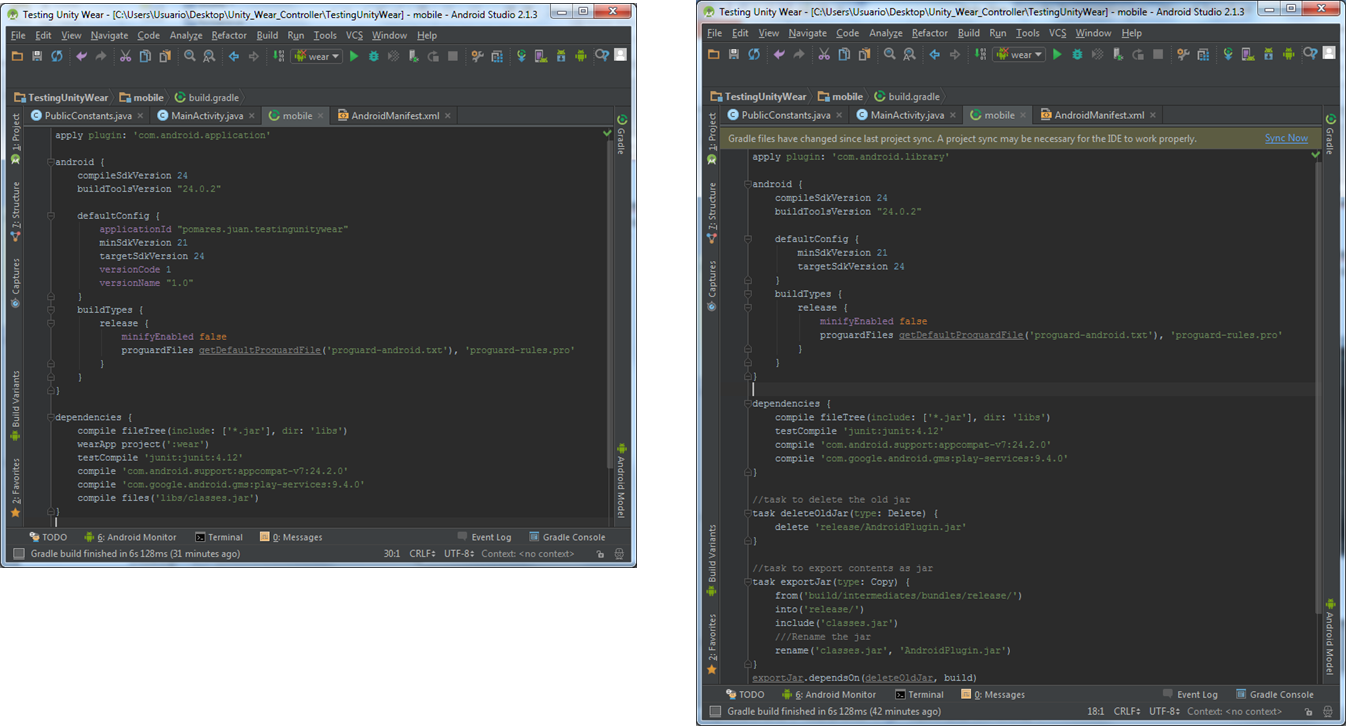 Testing Unity Wear - [C:\Users\Usuario\Desktop\Unity_Wear_Controller\TestingUnityWear] - mobile - Android Studio 2.1.3
File Edit View Navigate Code Analyze Refactor Build Run Tools VCS Window Help
wear
TestingUnityWear mobile build.gradle
PublicConstants.java MainActivity.java mobile AndroidManifest.xml
1: Project
7: Structure
Captures
Build Variants
2: Favorites
Gradle
Android Model
apply plugin: 'com.android.application'
android {
compileSdkVersion 24
buildToolsVersion "24.0.2"
defaultConfig {
applicationId "pomares.juan.testingunitywear"
minSdkVersion 21
targetSdkVersion 24
versionCode 1
versionName "1.0"
}
buildTypes {
release {
minifyEnabled false
proguardFiles getDefaultProguardFile('proguard-android.txt'), 'proguard-rules.pro'
}
}
}
dependencies {
compile fileTree(include: ['*.jar'], dir: 'libs')
wearApp project(':wear')
testCompile 'junit:junit:4.12'
compile 'com.android.support:appcompat-v7:24.2.0'
compile 'com.google.android.gms:play-services:9.4.0'
compile files('libs/classes.jar')
}
TODO 6: Android Monitor Terminal 0: Messages Event Log Gradle Console
Gradle build finished in 6s 128ms (31 minutes ago) 30:1 CRLF UTF-8 Context: <no context>
Testing Unity Wear - [C:\Users\Usuario\Desktop\Unity_Wear_Controller\TestingUnityWear] - mobile - Android Studio 2.1.3
File Edit View Navigate Code Analyze Refactor Build Run Tools VCS Window Help
wear
TestingUnityWear mobile build.gradle
PublicConstants.java MainActivity.java mobile AndroidManifest.xml
1: Project
7: Structure
Captures
Build Variants
2: Favorites
Gradle
Android Model
Gradle files have changed since last project sync. A project sync may be necessary for the IDE to work properly. Sync Now
apply plugin: 'com.android.library'
android {
compileSdkVersion 24
buildToolsVersion "24.0.2"
defaultConfig {
minSdkVersion 21
targetSdkVersion 24
}
buildTypes {
release {
minifyEnabled false
proguardFiles getDefaultProguardFile('proguard-android.txt'), 'proguard-rules.pro'
}
}
}
dependencies {
compile fileTree(include: ['*.jar'], dir: 'libs')
testCompile 'junit:junit:4.12'
compile 'com.android.support:appcompat-v7:24.2.0'
compile 'com.google.android.gms:play-services:9.4.0'
}
//task to delete the old jar
task deleteOldJar(type: Delete) {
delete 'release/AndroidPlugin.jar'
}
//task to export contents as jar
task exportJar(type: Copy) {
from('build/intermediates/bundles/release/')
into('release/')
include('classes.jar')
///Rename the jar
rename('classes.jar', 'AndroidPlugin.jar')
}
exportJar.dependsOn(deleteOldJar, build)
TODO 6: Android Monitor Terminal 0: Messages Event Log Gradle Console
Gradle build finished in 6s 128ms (42 minutes ago) 18:1 CRLF UTF-8 Context: <no context>